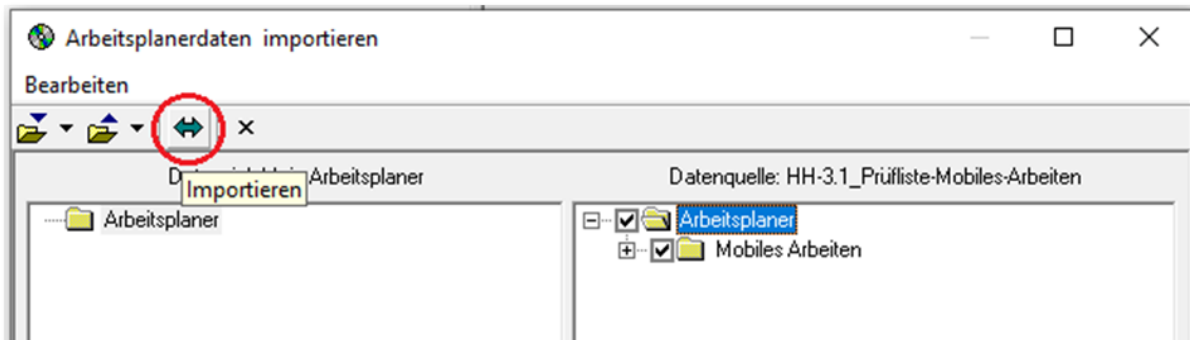 Arbeitsplanerdaten importieren
Bearbeiten
Arbeitsplaner
Importieren
Datenquelle: HH-3.1_Prüfliste-Mobiles-Arbeiten
Arbeitsplaner
Arbeitsplaner
Mobiles Arbeiten